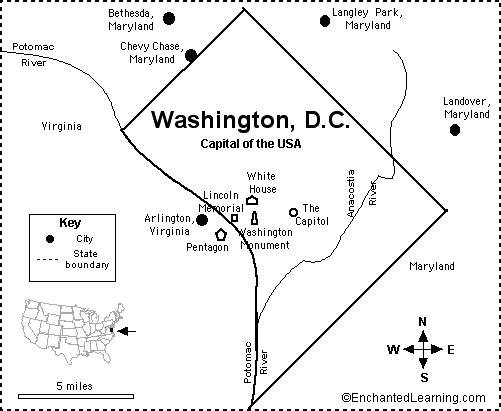 Bethesda,
Maryland
Langley Park,
Maryland
Chevy Chase,
Maryland
Potomac
River
Landover,
Maryland
Virginia
Washington, D.C.
Capital of the USA
White
House
Lincoln
Memorial
The
Capitol
Anacostia
River
Arlington,
Virginia
Washington
Monument
Pentagon
Key
City
State
boundary
Maryland
Potomac
River
N
W
E
S
5 miles
©EnchantedLearning.com